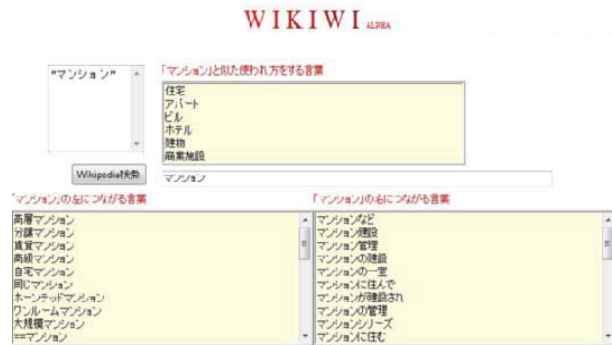 WIKIWI ALPHA
"マンション"
「マンション」と似た使われ方をする言葉
住宅
アパート
ビル
ホテル
建物
商業施設
Wikipedia検索
マンション
「マンション」の左につながる言葉
高層マンション
分譲マンション
賃貸マンション
高級マンション
自宅マンション
同じマンション
ホーンテッドマンション
ワンルームマンション
大規模マンション
==マンション
「マンション」の右につながる言葉
マンションなど
マンション建設
マンション管理
マンションの建設
マンションの一室
マンションに住んで
マンションが建設され
マンションの管理
マンションシリーズ
マンションに住む